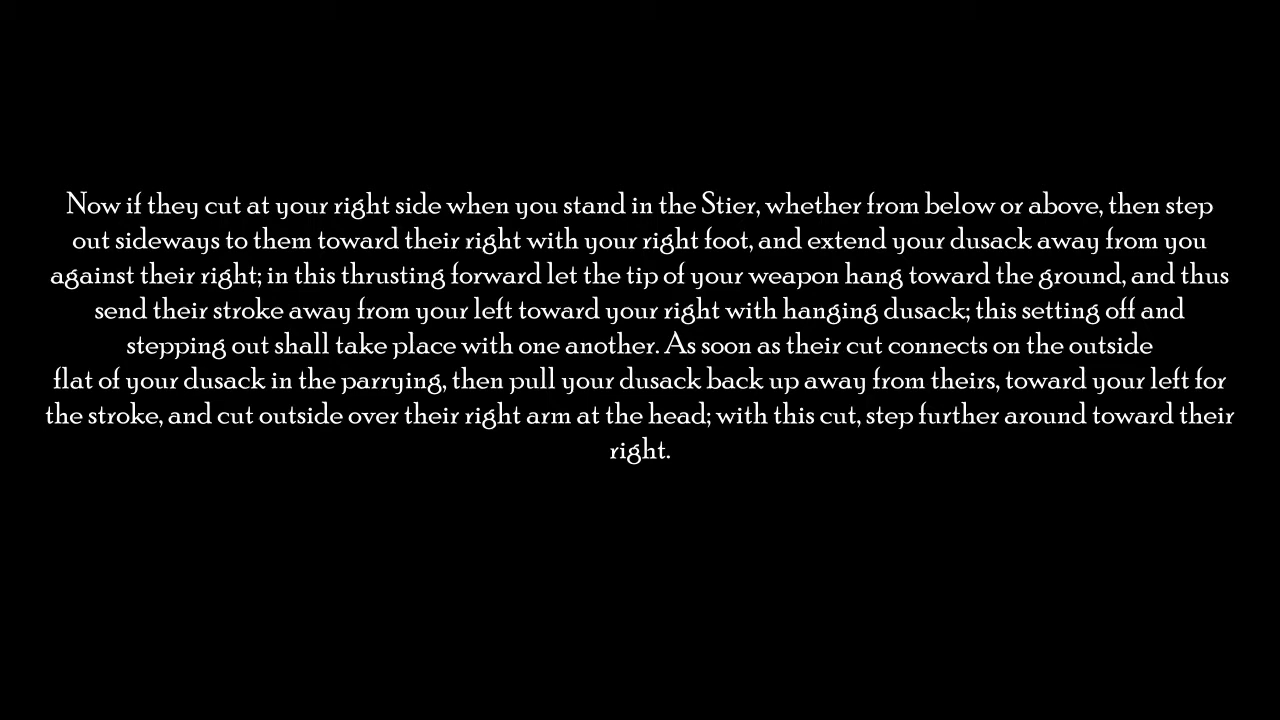 Now if they cut at your right side when you stand in the Stier, whether from below or above, then step
out sideways to them toward their right with your right foot, and extend your dusack away from you
against their right; in this thrusting forward let the tip of your weapon hang toward the ground, and thus
send their stroke away from your left toward your right with hanging dusack; this setting off and
stepping out shall take place with one another. As soon as their cut connects on the outside
flat of your dusack in the parrying, then pull your dusack back up away from theirs, toward your left for
the stroke, and cut outside over their right arm at the head; with this cut, step further around toward their
right.